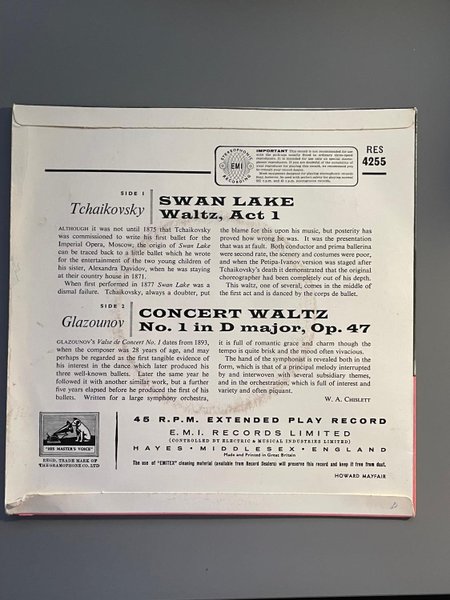 STEREOPHONIC
EMI
RECORDING
IMPORTANT This record is not recommended for use
RES
4255
SIDE 1
Tchaikovsky
SWAN LAKE
Waltz, Act 1
ALTHOUGH it was not until 1875 that Tchaikovsky
was commissioned to write his first ballet for the
Imperial Opera, Moscow; the origin of Swan Lake
can be traced back to a little ballet which he wrote
for the entertainment of the two young children of
his sister, Alexandra Davidov, when he was staying
at their country house in 1871.
When first performed in 1877 Swan Lake was a
dismal failure. Tchaikovsky, always a doubter, put
the blame for this upon his music, but posterity has
proved how wrong he was. It was the presentation
that was at fault. Both conductor and prima ballerina
were second rate, the scenery and costumes were poor,
and when the Petipa-Ivanov version was staged after
Tchaikovsky's death it demonstrated that the original
choreographer had been completely out of his depth.
This waltz, one of several, comes in the middle of
the first act and is danced by the corps de ballet.
SIDE 2
Glazounov
CONCERT WALTZ
No. 1 in D major, Op. 47
GLAZOUNOV'S Valse de Concert No. 1 dates from 1893,
when the composer was 28 years of age, and may
perhaps be regarded as the first tangible evidence of
his interest in the dance which later produced his
three well-known ballets. Later the same year he
followed it with another similar work, but a further
five years elapsed before he produced the first of his
ballets. Written for a large symphony orchestra,
it is full of romantic grace and charm though the
tempo is quite brisk and the mood often vivacious.
The hand of the symphonist is revealed both in the
form, which is that of a principal melody interrupted
by and interwoven with several subsidiary themes,
and in the orchestration, which is full of interest and
variety and often piquant.
W. A. CHISLETT
"HIS MASTER'S VOICE"
REGD. TRADE MARK OF
THE GRAMOPHONE CO. LTD
45 R.P.M. EXTENDED PLAY RECORD
E.M.I. RECORDS LIMITED
(CONTROLLED BY ELECTRIC & MUSICAL INDUSTRIES LIMITED)
HAYES • MIDDLESEX • ENGLAND
Made and Printed in Great Britain
The use of "EMITEX" cleaning material (available from Record Dealers) will preserve this record and keep it free from dust.
HOWARD MAYFAIR